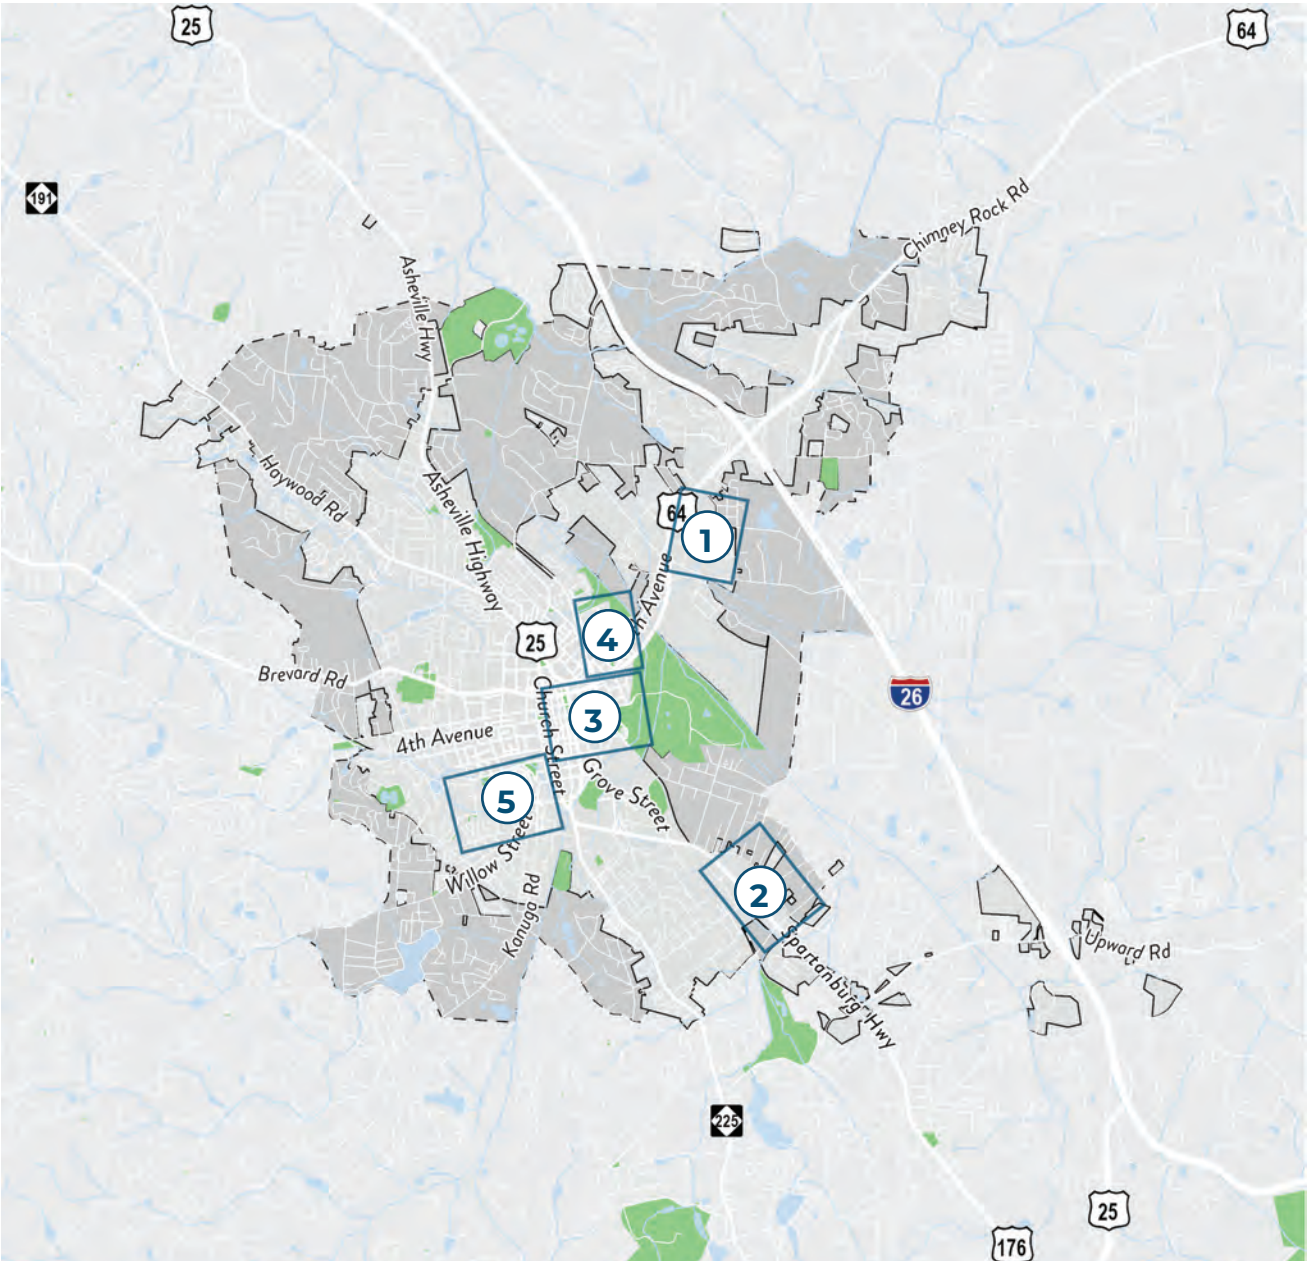 25
64
191
Chimney Rock Rd
Asheville Hwy
Haywood Rd
Asheville Highway
64
1
h Avenue
4
25
Brevard Rd
26
Church Street
3
4th Avenue
Grove Street
5
Willow Street
2
Kanuga Rd
Spartanburg Hwy
Upward Rd
225
25
176